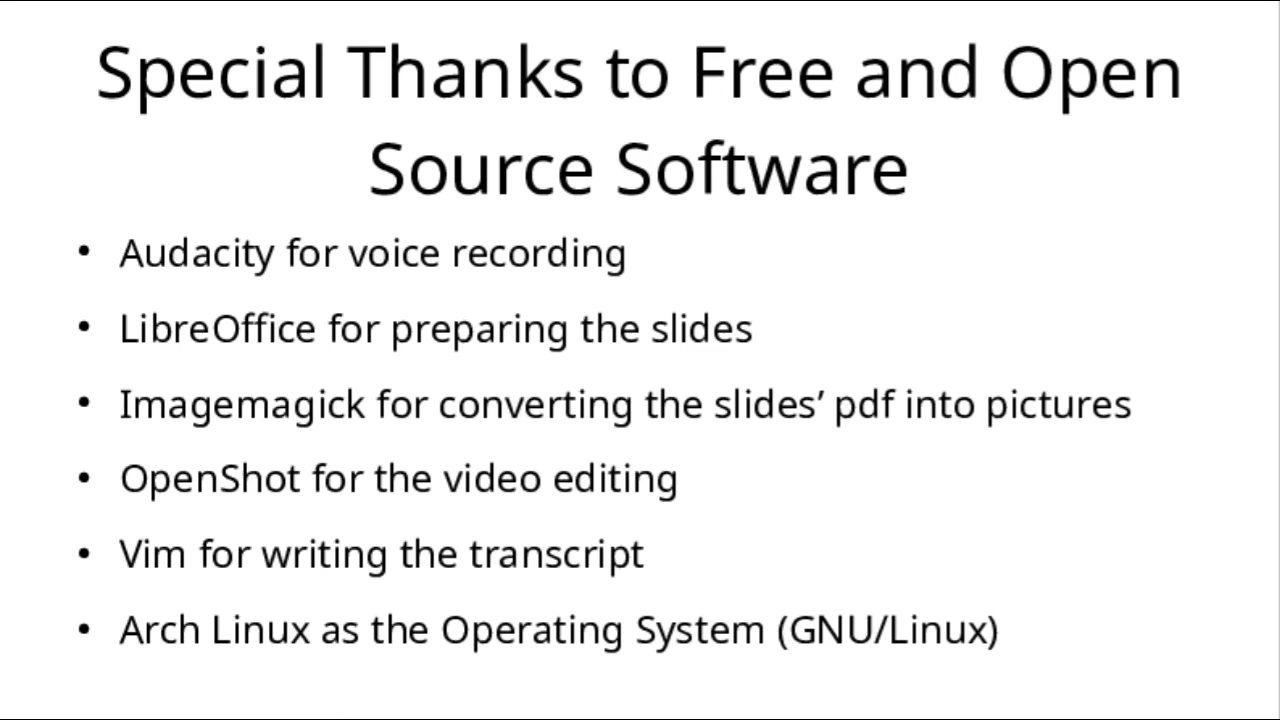 Special Thanks to Free and Open
Source Software
• Audacity for voice recording
• LibreOffice for preparing the slides
• Imagemagick for converting the slides’ pdf into pictures
• OpenShot for the video editing
• Vim for writing the transcript
• Arch Linux as the Operating System (GNU/Linux)